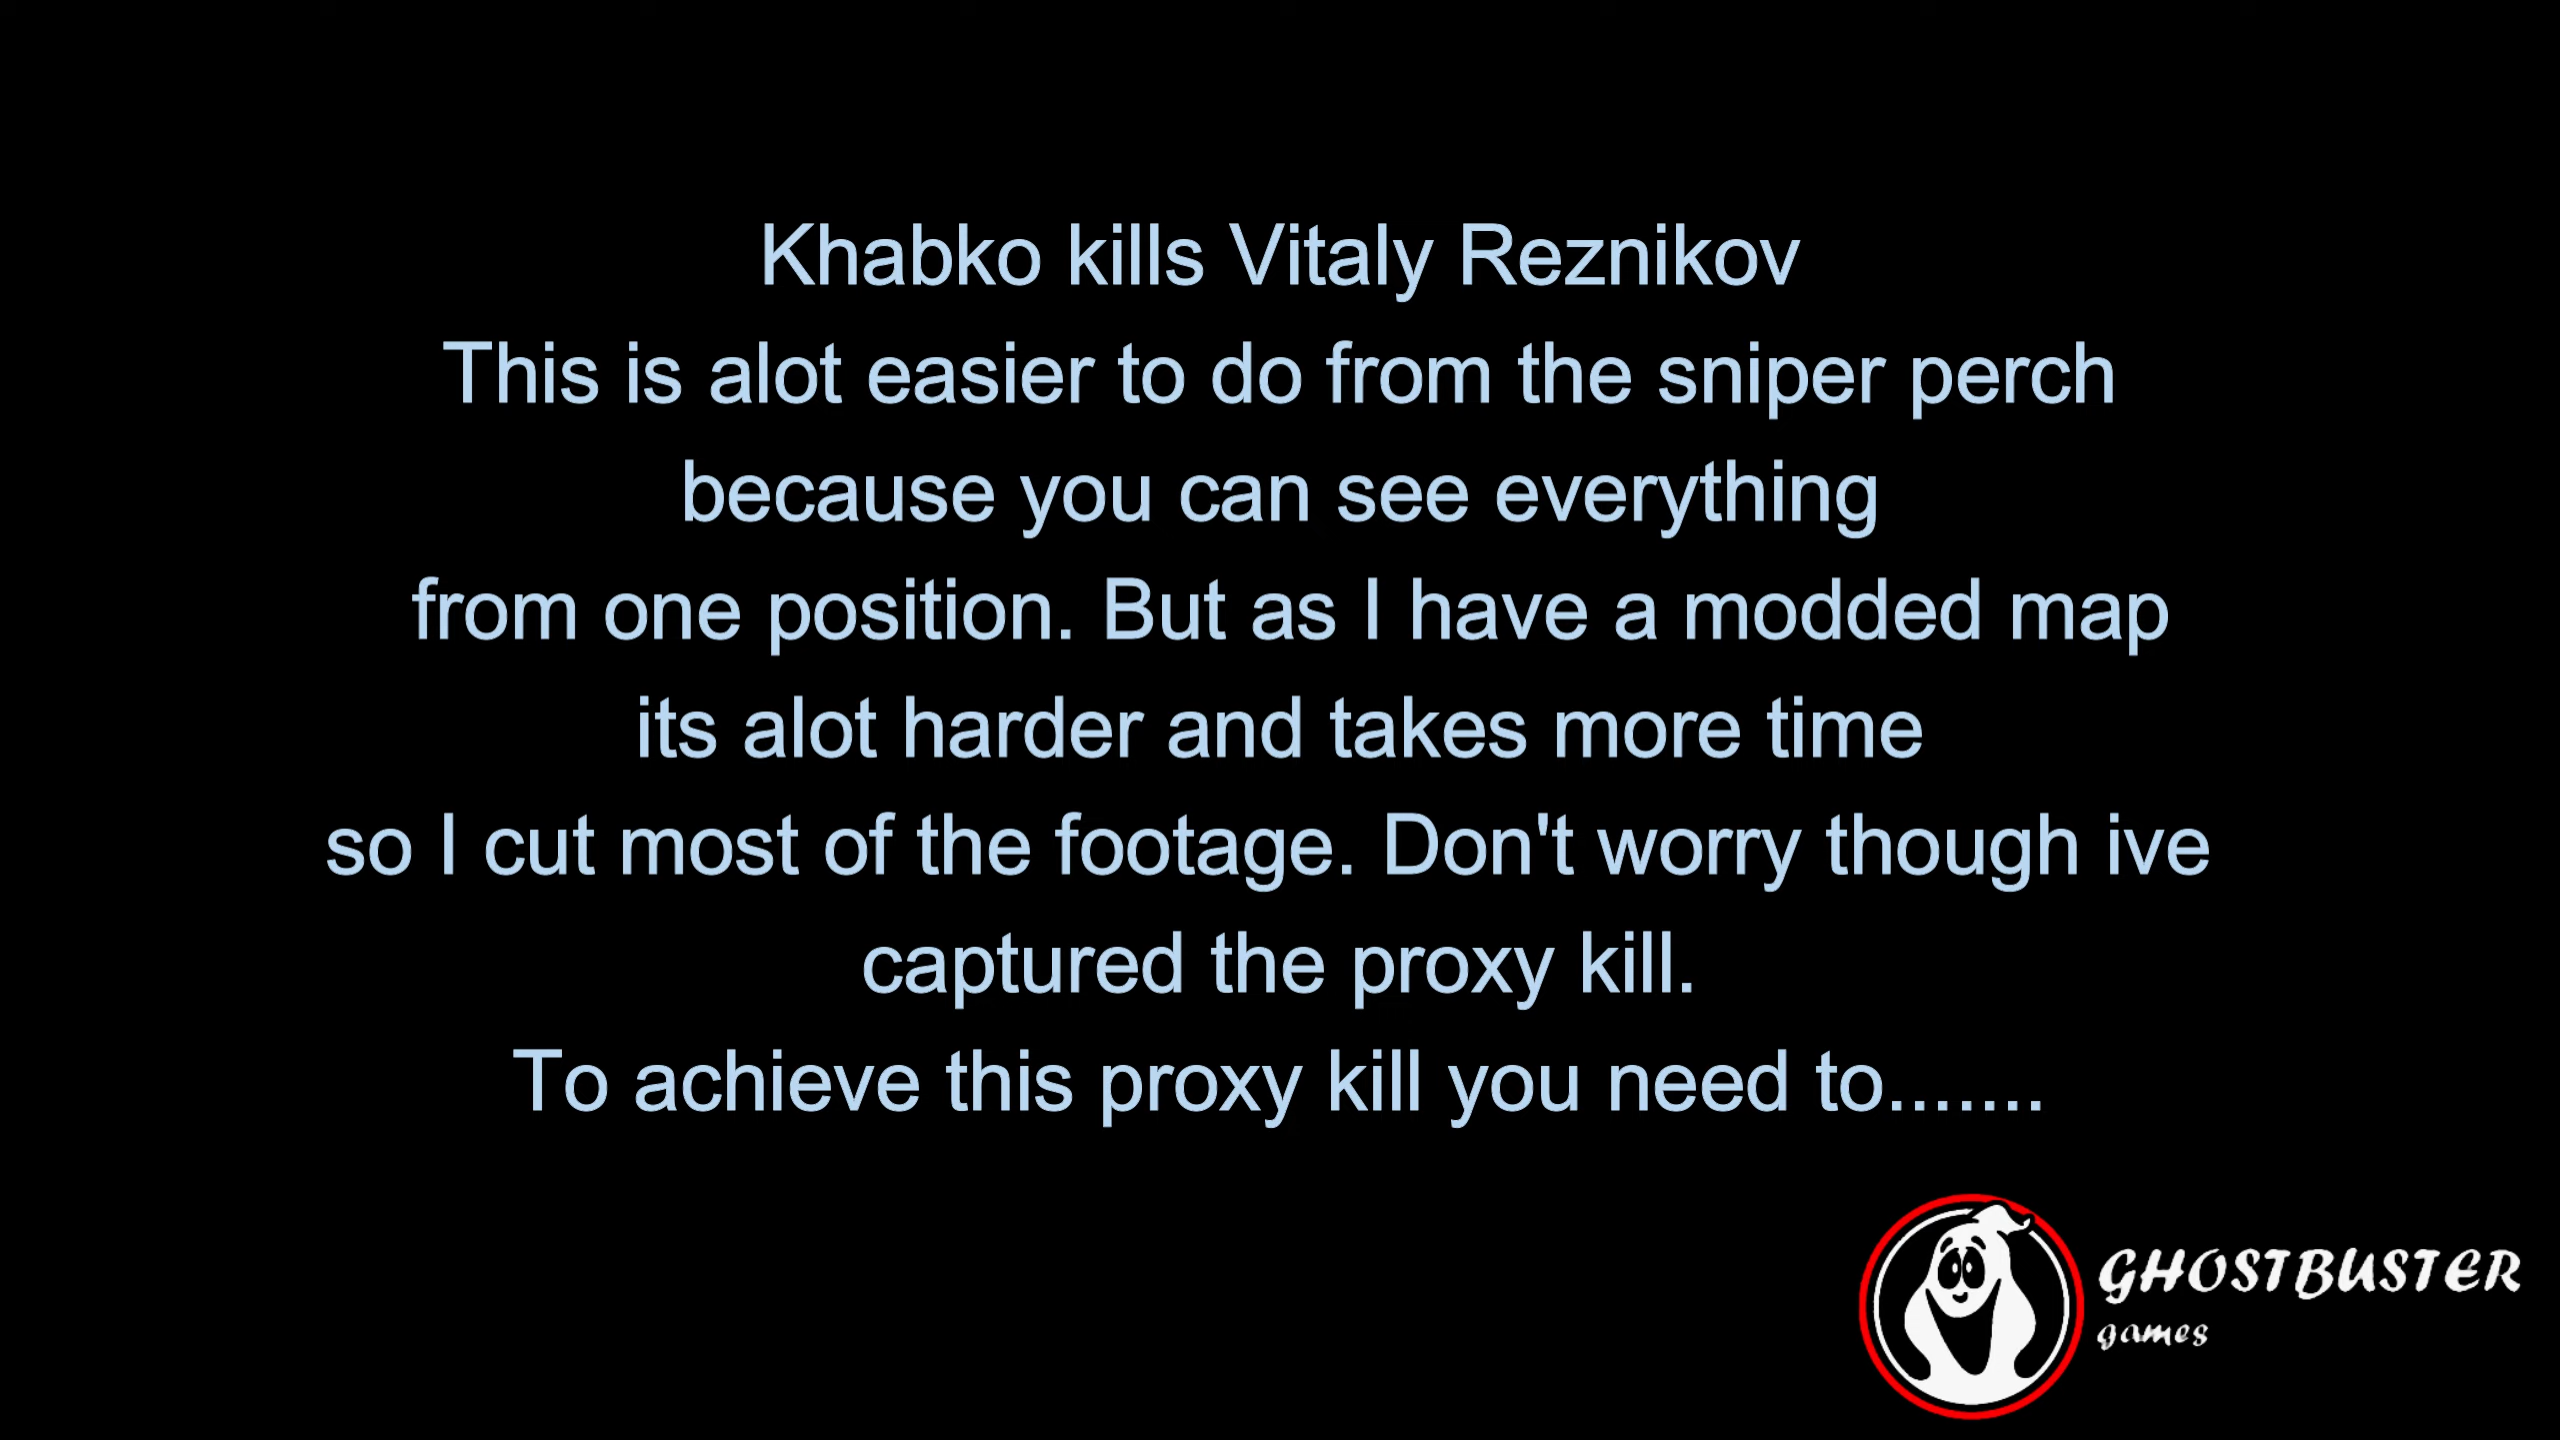 Khabko kills Vitaly Reznikov
This is alot easier to do from the sniper perch
because you can see everything
from one position. But as I have a modded map
its alot harder and takes more time
so I cut most of the footage. Don't worry though ive
captured the proxy kill.
To achieve this proxy kill you need to.......
GHOSTBUSTER
games